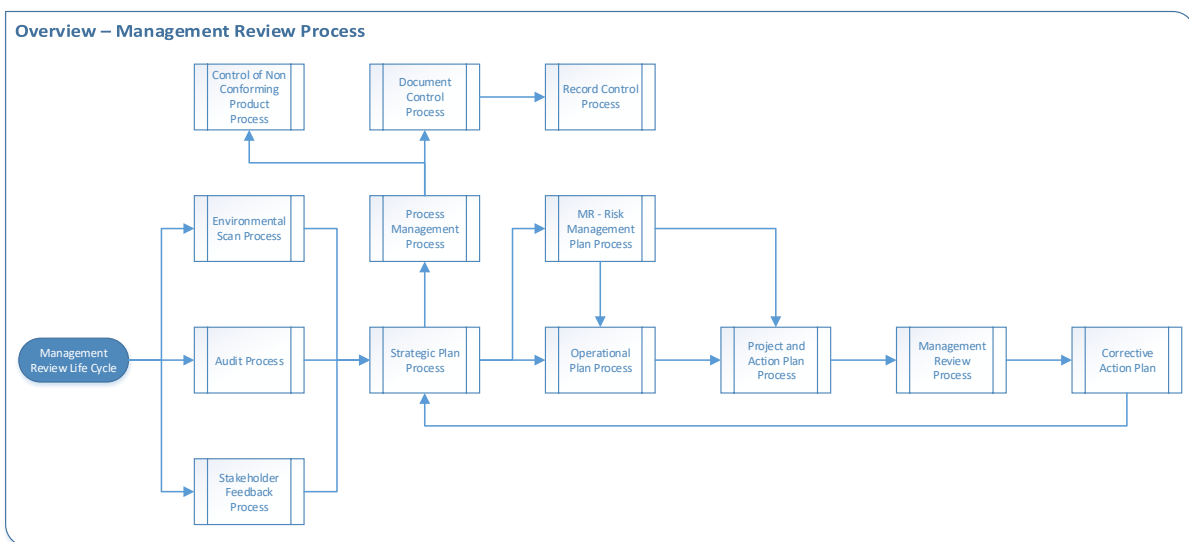 Overview – Management Review Process
Control of Non
Conforming
Product
Process
Document
Control
Process
Record Control
Process
Environmental
Scan Process
Process
Management
Process
MR - Risk
Management
Plan Process
Management
Review Life Cycle
Audit Process
Strategic Plan
Process
Operational
Plan Process
Project and
Action Plan
Process
Management
Review
Process
Corrective
Action Plan
Stakeholder
Feedback
Process